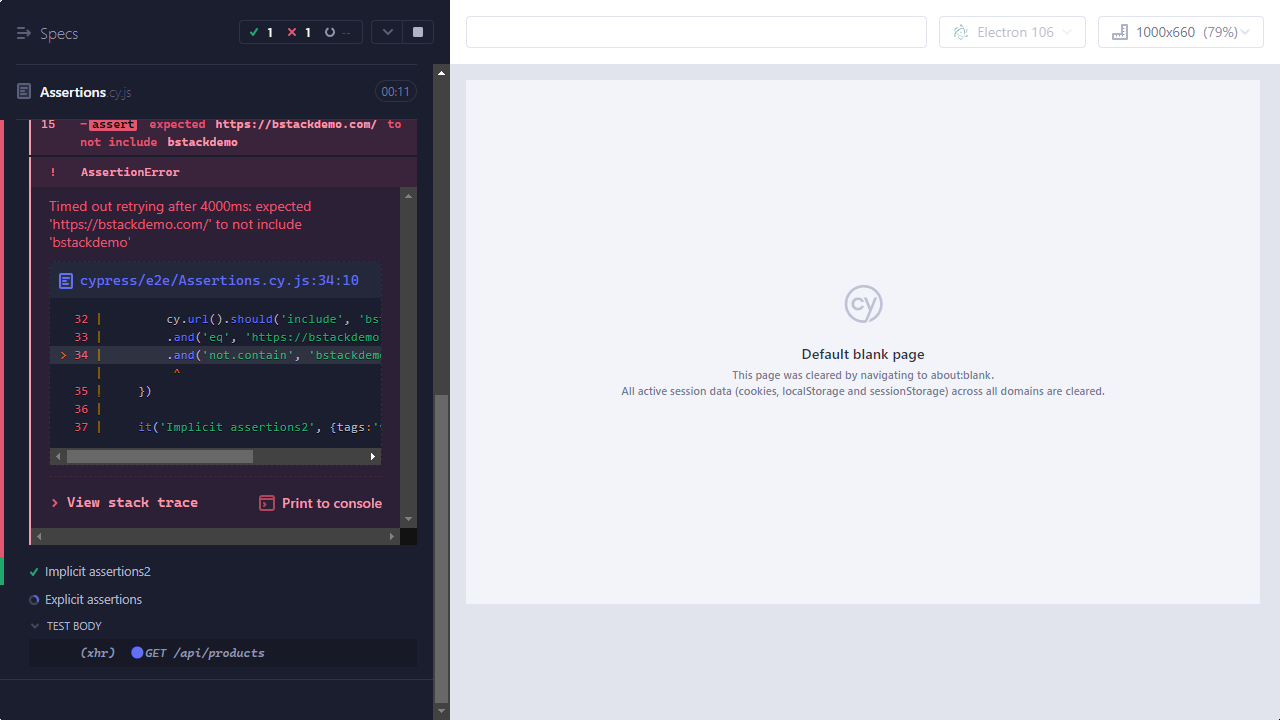 Specs
1 1 --
Electron 106
1000x660 (79%)
Assertions.cy.js
00:11
15 -assert expected https://bstackdemo.com/ to
not include bstackdemo
! AssertionError
Timed out retrying after 4000ms: expected
'https://bstackdemo.com/' to not include
'bstackdemo'
cypress/e2e/Assertions.cy.js:34:10
32 | cy.url().should('include', 'bs
33 | .and('eq', 'https://bstackdemo
> 34 | .and('not.contain', 'bstackdem
| ^
35 | })
36 |
37 | it('Implicit assertions2', {tags:'
> View stack trace
Print to console
Implicit assertions2
Explicit assertions
TEST BODY
(xhr) GET /api/products
cy
Default blank page
This page was cleared by navigating to about:blank.
All active session data (cookies, localStorage and sessionStorage) across all domains are cleared.